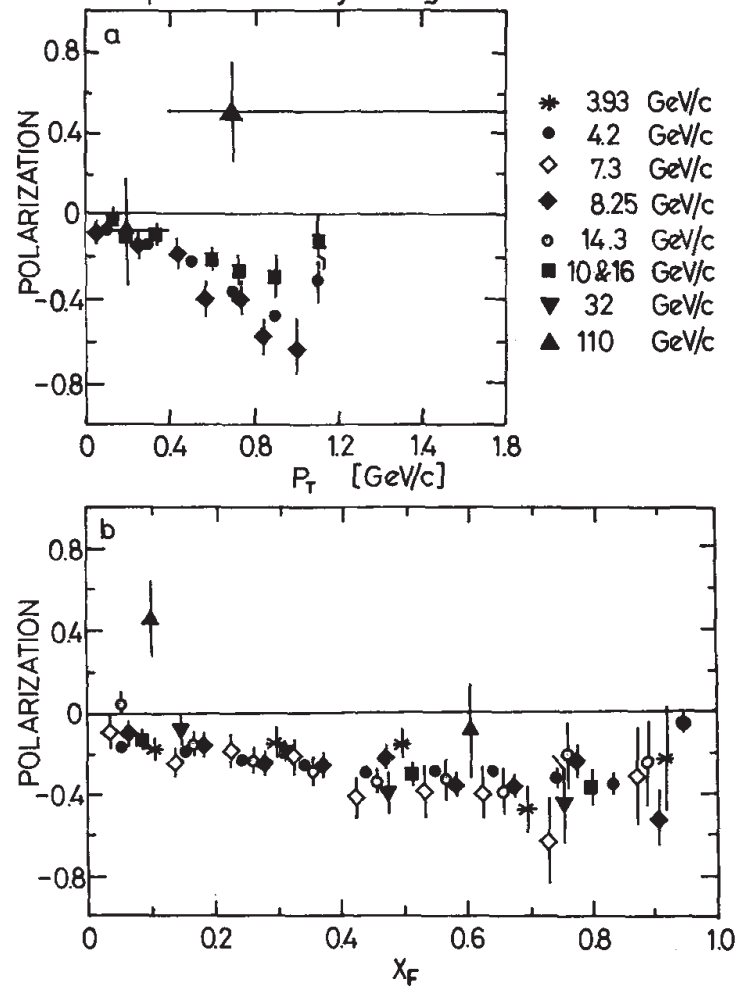 a
0.8
0.4
0
-0.4
-0.8
POLARIZATION
0 0.4 0.8 1.2 1.4 1.8
PT [GeV/c]
3.93 GeV/c
4.2 GeV/c
7.3 GeV/c
8.25 GeV/c
14.3 GeV/c
10&16 GeV/c
32 GeV/c
110 GeV/c
b
0.8
0.4
0
-0.4
-0.8
POLARIZATION
0 0.2 0.4 0.6 0.8 1.0
XF